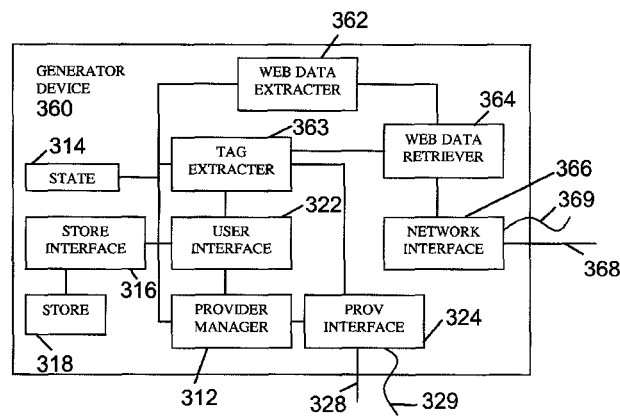 362
GENERATOR
DEVICE
360
WEB DATA
EXTRACTER
363
364
314
TAG
EXTRACTER
WEB DATA
RETRIEVER
366
STATE
322
369
STORE
INTERFACE
USER
INTERFACE
NETWORK
INTERFACE
368
316
STORE
PROVIDER
MANAGER
PROV
INTERFACE
324
318
312
328
329